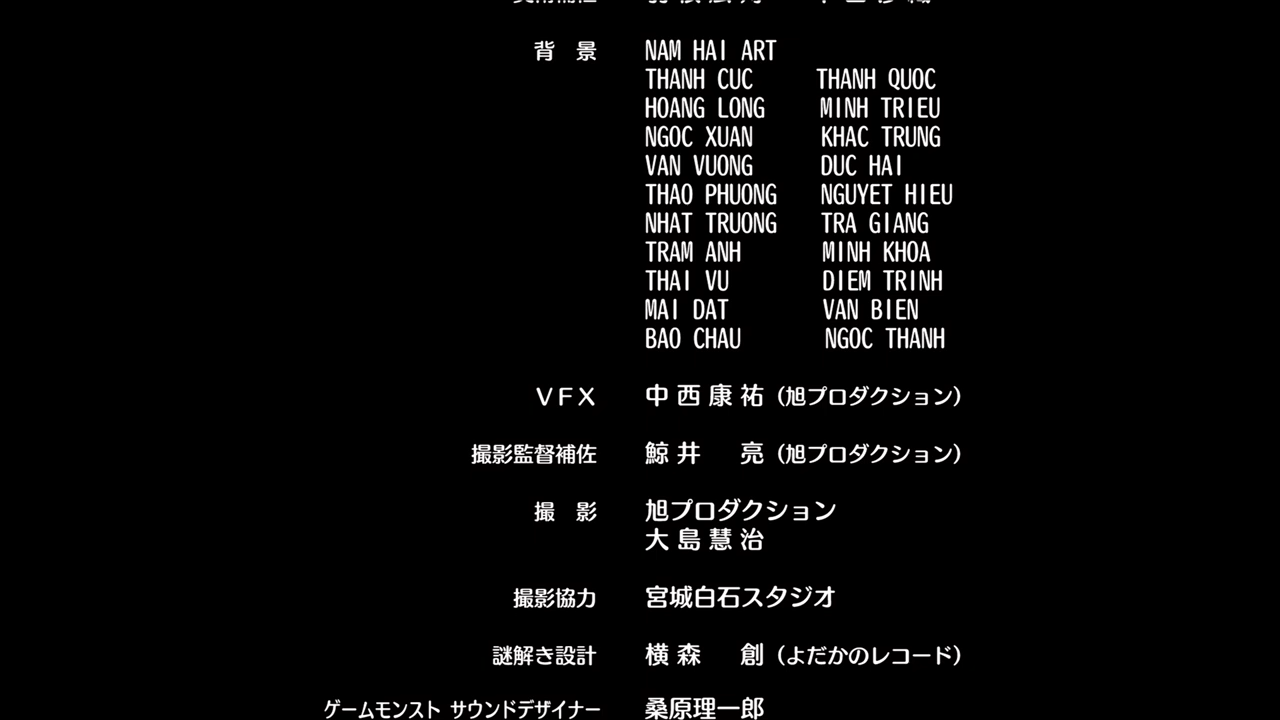 背 景 NAM HAI ART
THANH CUC THANH QUOC
HOANG LONG MINH TRIEU
NGOC XUAN KHAC TRUNG
VAN VUONG DUC HAI
THAO PHUONG NGUYET HIEU
NHAT TRUONG TRA GIANG
TRAM ANH MINH KHOA
THAI VU DIEM TRINH
MAI DAT VAN BIEN
BAO CHAU NGOC THANH
VFX 中西康祐（旭プロダクション）
撮影監督補佐 鯨井 亮（旭プロダクション）
撮 影 旭プロダクション
大島慧治
撮影協力 宮城白石スタジオ
謎解き設計 横森 創（よだかのレコード）
ゲームモンスト サウンドデザイナー 桑原理一郎